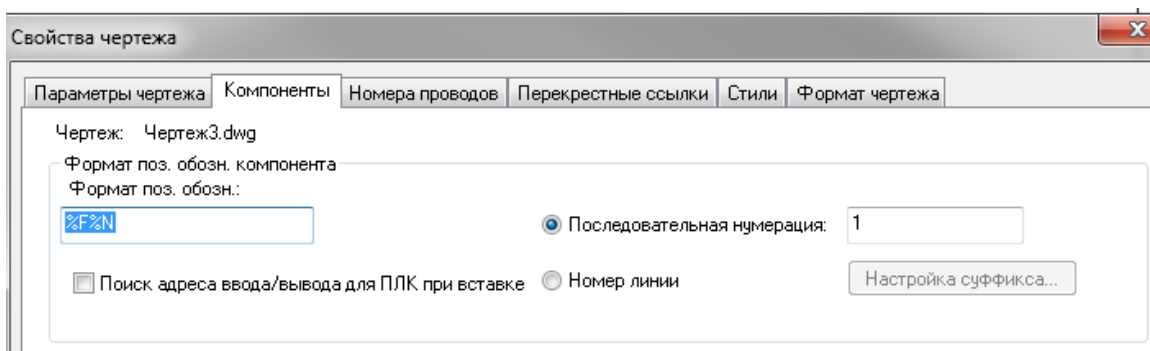 Свойства чертежа
Параметры чертежа Компоненты Номера проводов Перекрестные ссылки Стили Формат чертежа
Чертеж: Чертеж3.dwg
Формат поз. обозн. компонента
Формат поз. обозн.:
%F%N
Последовательная нумерация: 1
Поиск адреса ввода/вывода для ПЛК при вставке
Номер линии
Настройка суффикса...